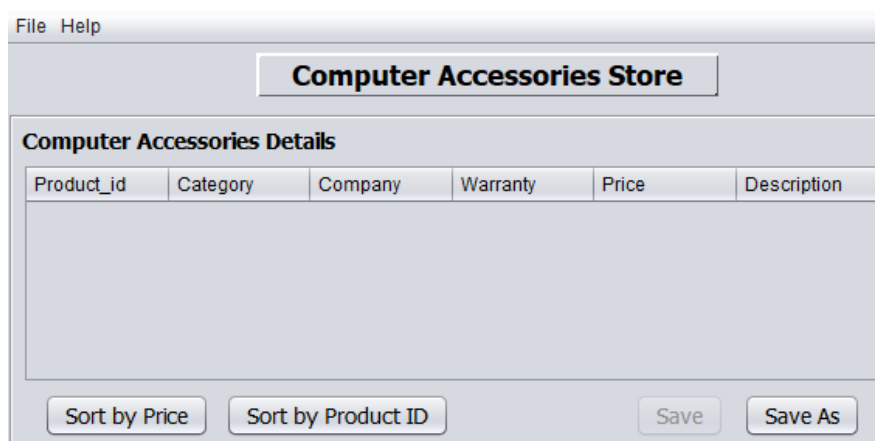 File Help
Computer Accessories Store
Computer Accessories Details
Product_id Category Company Warranty Price Description
Sort by Price Sort by Product ID Save Save As